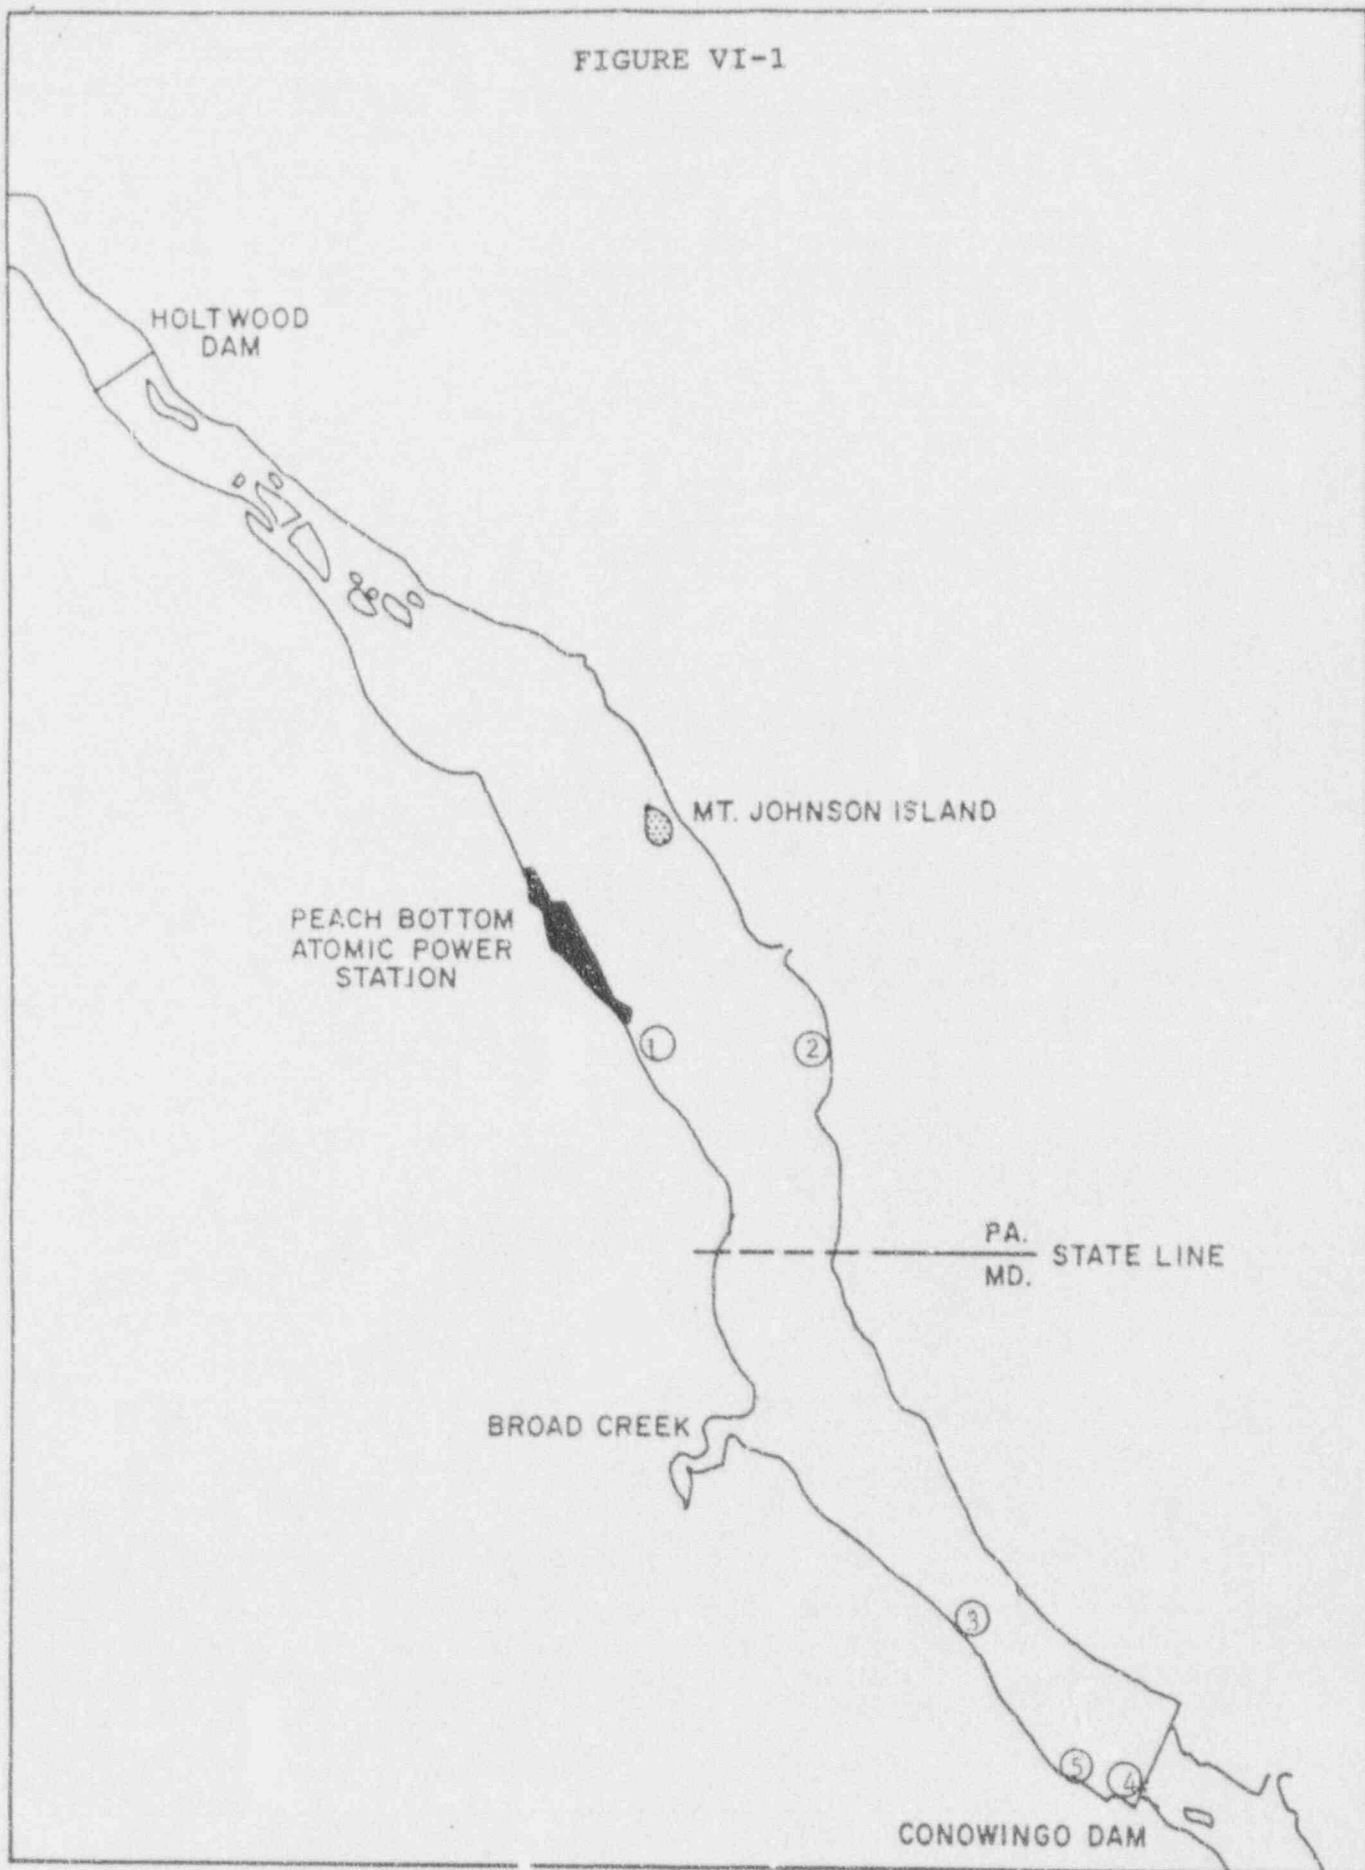 FIGURE VI-1
HOLTWOOD
DAM
MT. JOHNSON ISLAND
PEACH BOTTOM
ATOMIC POWER
STATION
1
2
PA.
STATE LINE
MD.
BROAD CREEK
3
5
4
CONOWINGO DAM